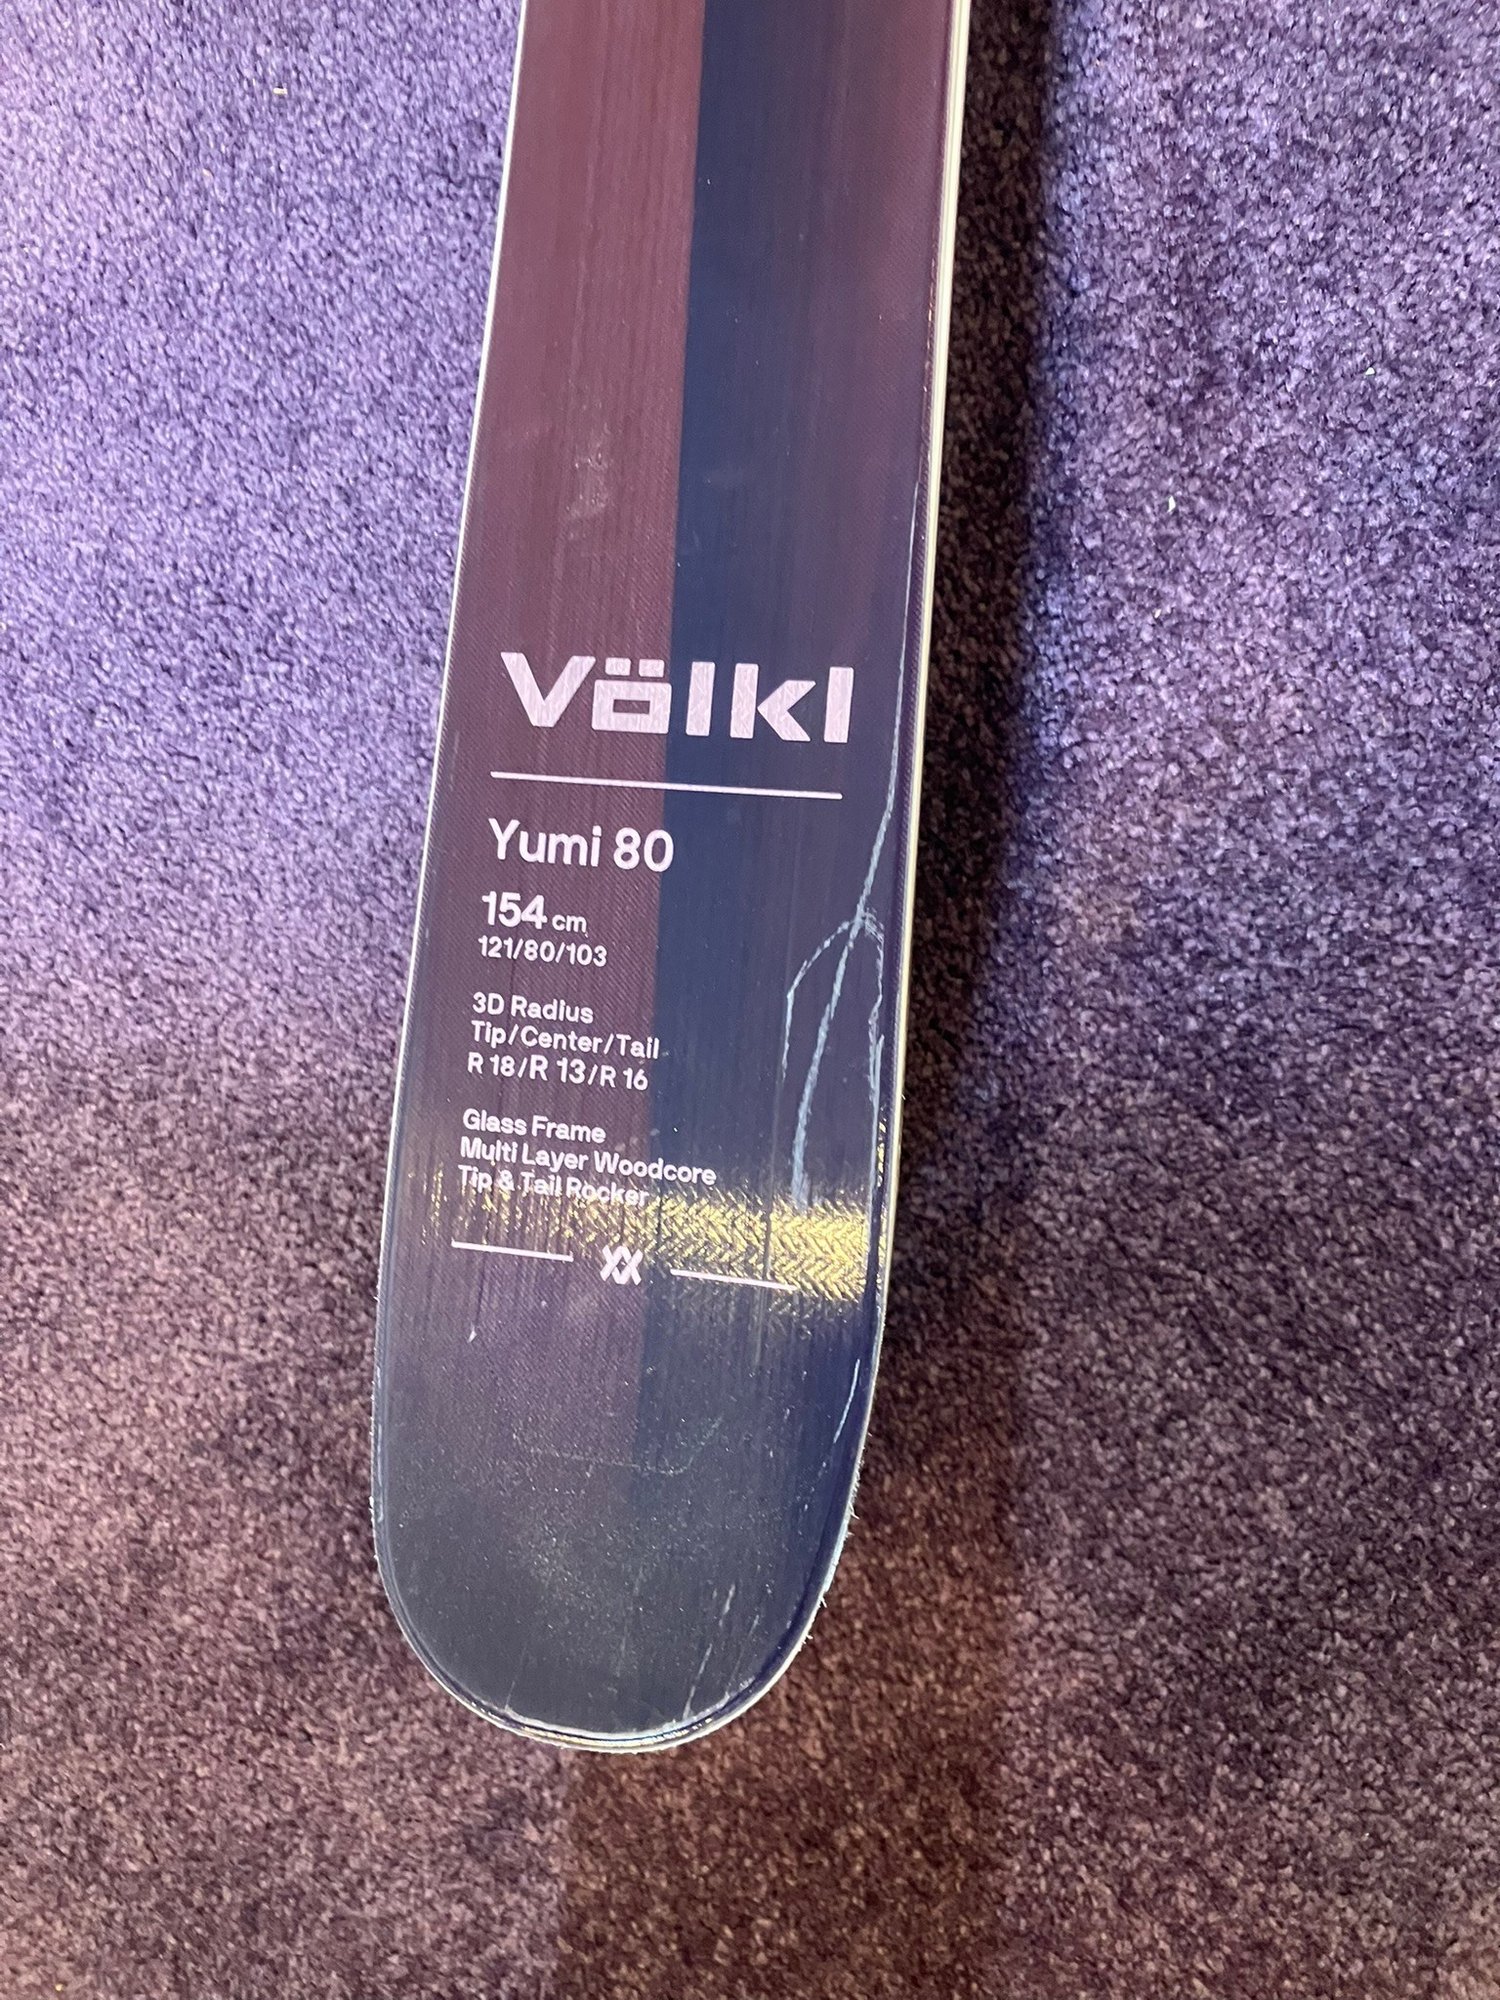 Völkl
Yumi 80
154 cm
121/80/103
3D Radius
Tip/Center/Tail
R 18/R 13/R 16
Glass Frame
Multi Layer Woodcore
Tip & Tail Rocker